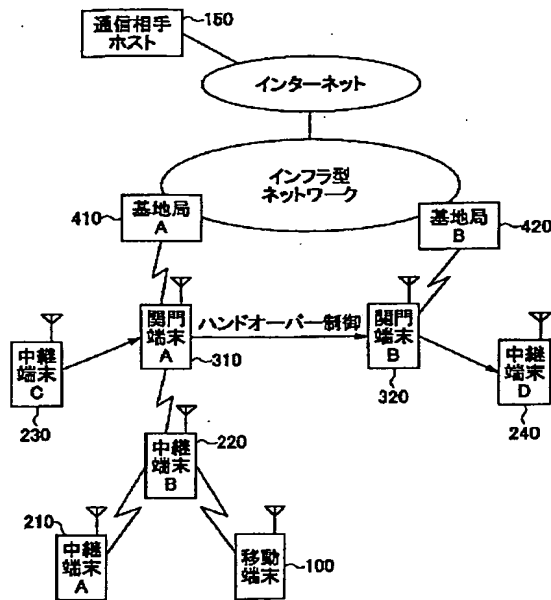 通信相手
ホスト
150
インターネット
インフラ型
ネットワーク
410
基地局
A
基地局
B
420
関門
端末
A
310
ハンドオーバー制御
関門
端末
B
320
中継
端末
C
230
中継
端末
D
240
中継
端末
B
220
210
中継
端末
A
移動
端末
100